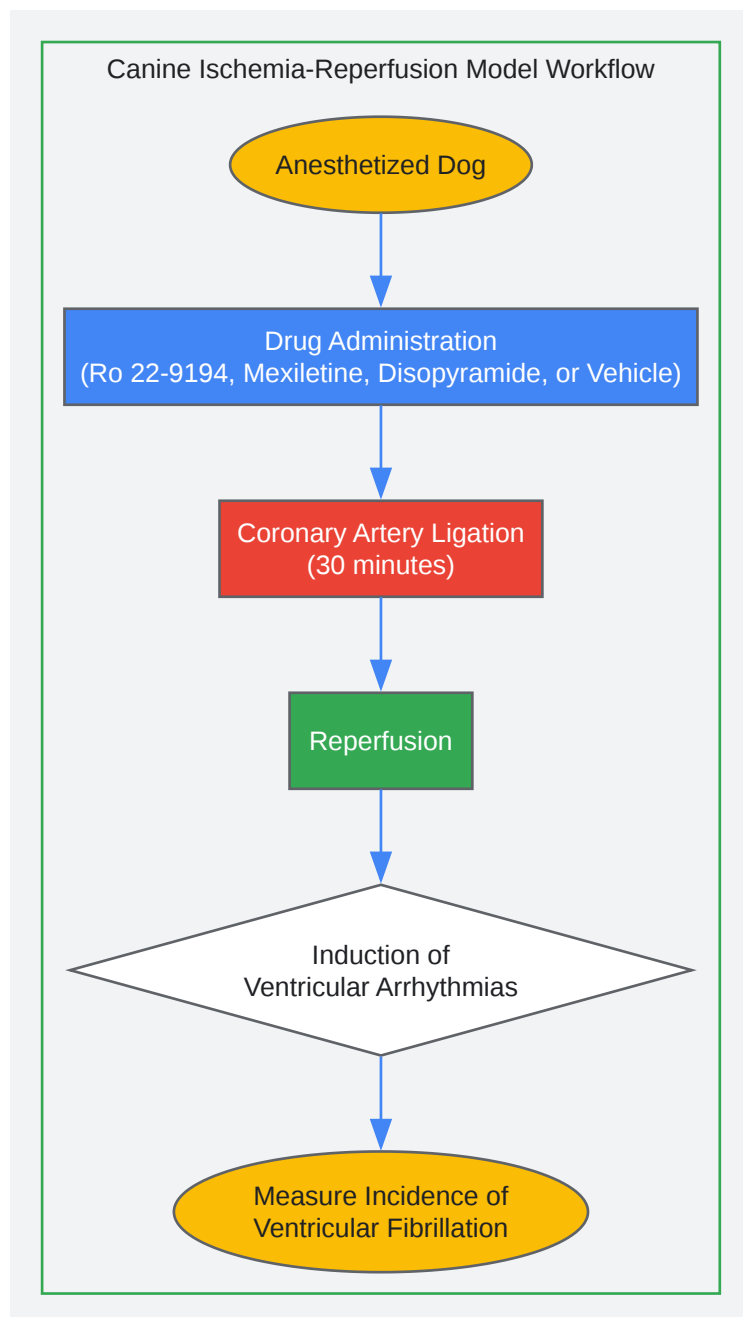 Canine Ischemia-Reperfusion Model Workflow
Anesthetized Dog
Drug Administration
(Ro 22-9194, Mexiletine, Disopyramide, or Vehicle)
Coronary Artery Ligation
(30 minutes)
Reperfusion
Induction of
Ventricular Arrhythmias
Measure Incidence of
Ventricular Fibrillation